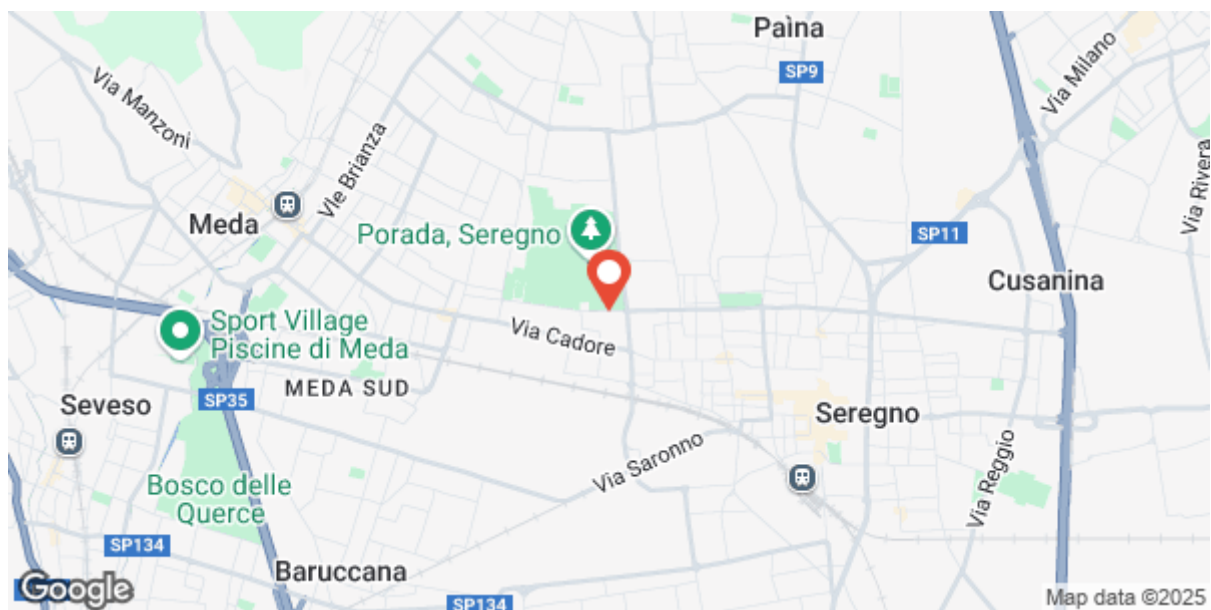 Paìna
SP9
Via Milano
Via Manzoni
Vle Brianza
Via Rivera
Meda
Porada, Seregno
SP11
Cusanina
Sport Village
Piscine di Meda
Via Cadore
MEDA SUD
SP35
Seveso
Seregno
Via Saronno
Via Reggio
Bosco delle
Querce
SP134
Baruccana
SP134
Google
Map data ©2025